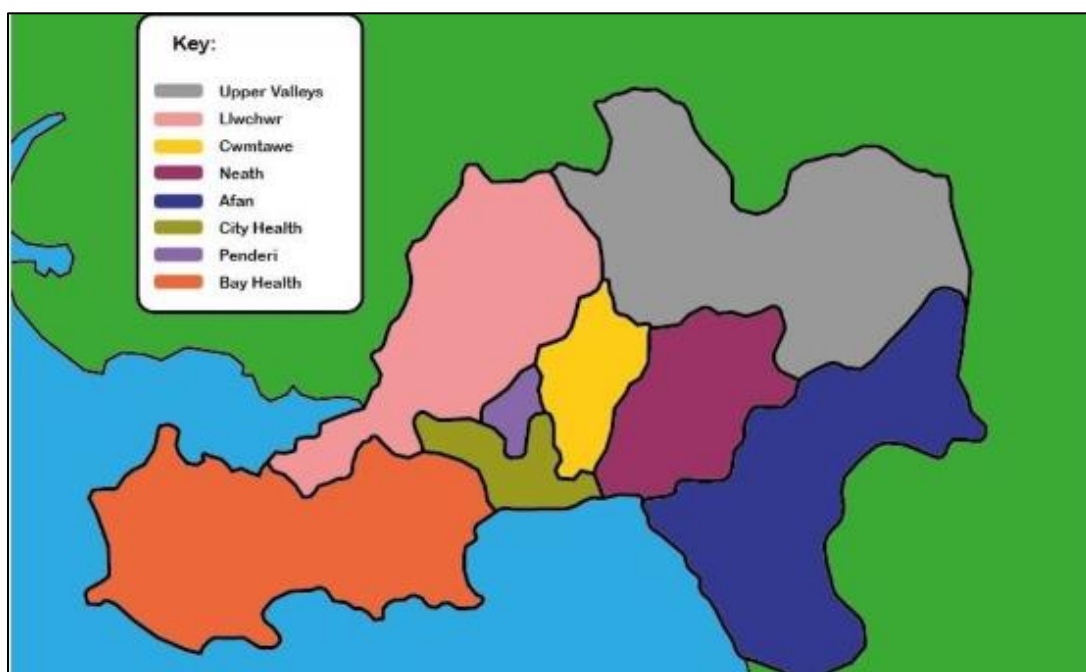 Key:
Upper Valleys
Llwchwr
Cwmtawe
Neath
Afan
City Health
Penderi
Bay Health